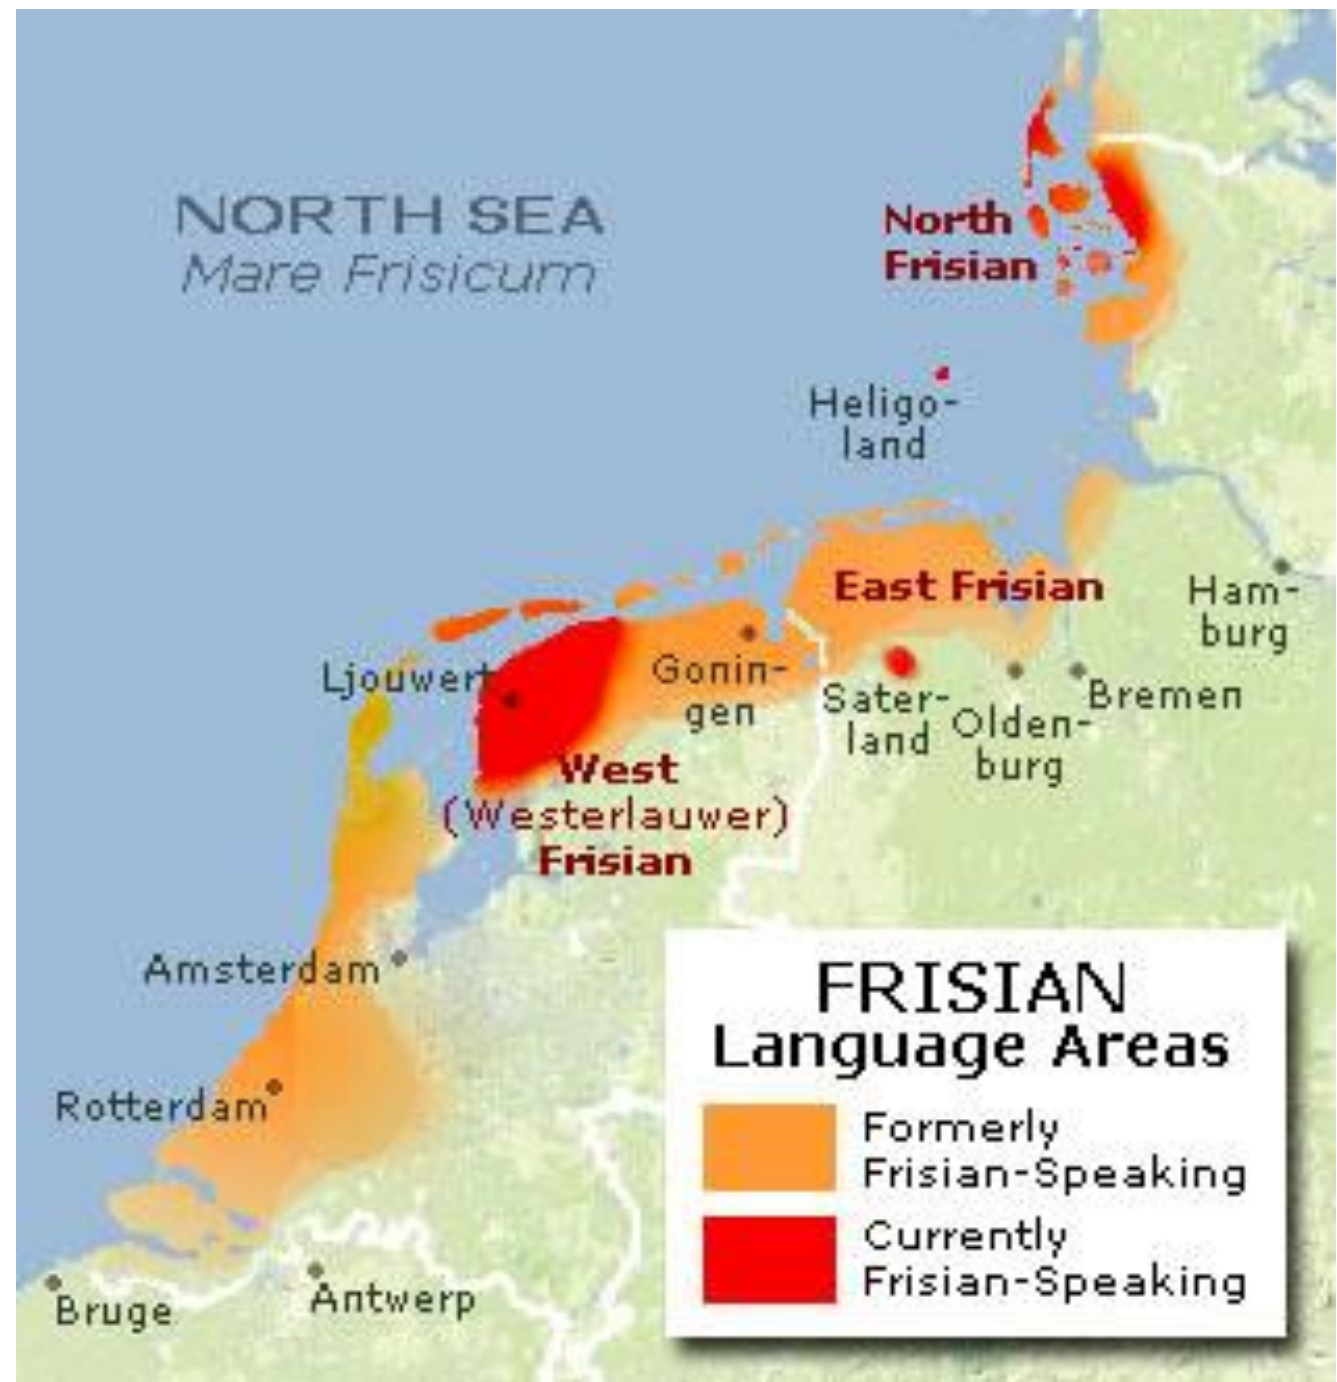 NORTH SEA
Mare Frisicum
North
Frisian
Heligo-
land
East Frisian
Ham-
burg
Ljouwert
Gonin-
gen
Sater-
land
Olden-
burg
Bremen
West
(Westerlauwer)
Frisian
Amsterdam
Rotterdam
Bruge
Antwerp
FRISIAN
Language Areas
Formerly
Frisian-Speaking
Currently
Frisian-Speaking